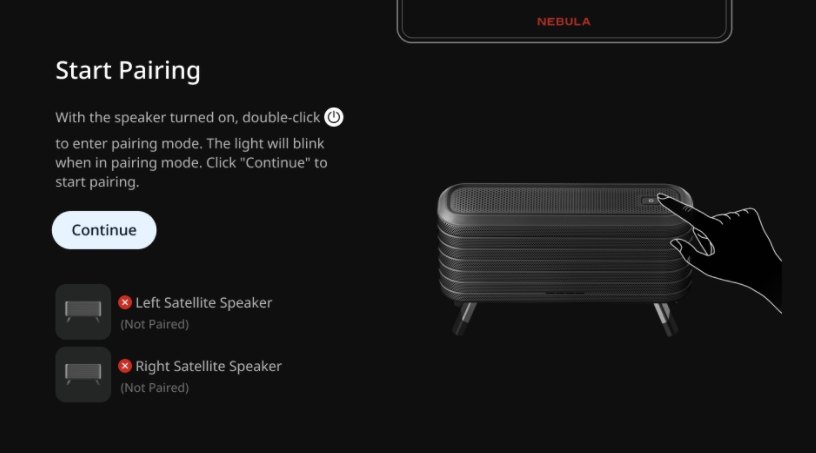 NEBULA
Start Pairing
With the speaker turned on, double-click
to enter pairing mode. The light will blink
when in pairing mode. Click "Continue" to
start pairing.
Continue
Left Satellite Speaker
(Not Paired)
Right Satellite Speaker
(Not Paired)